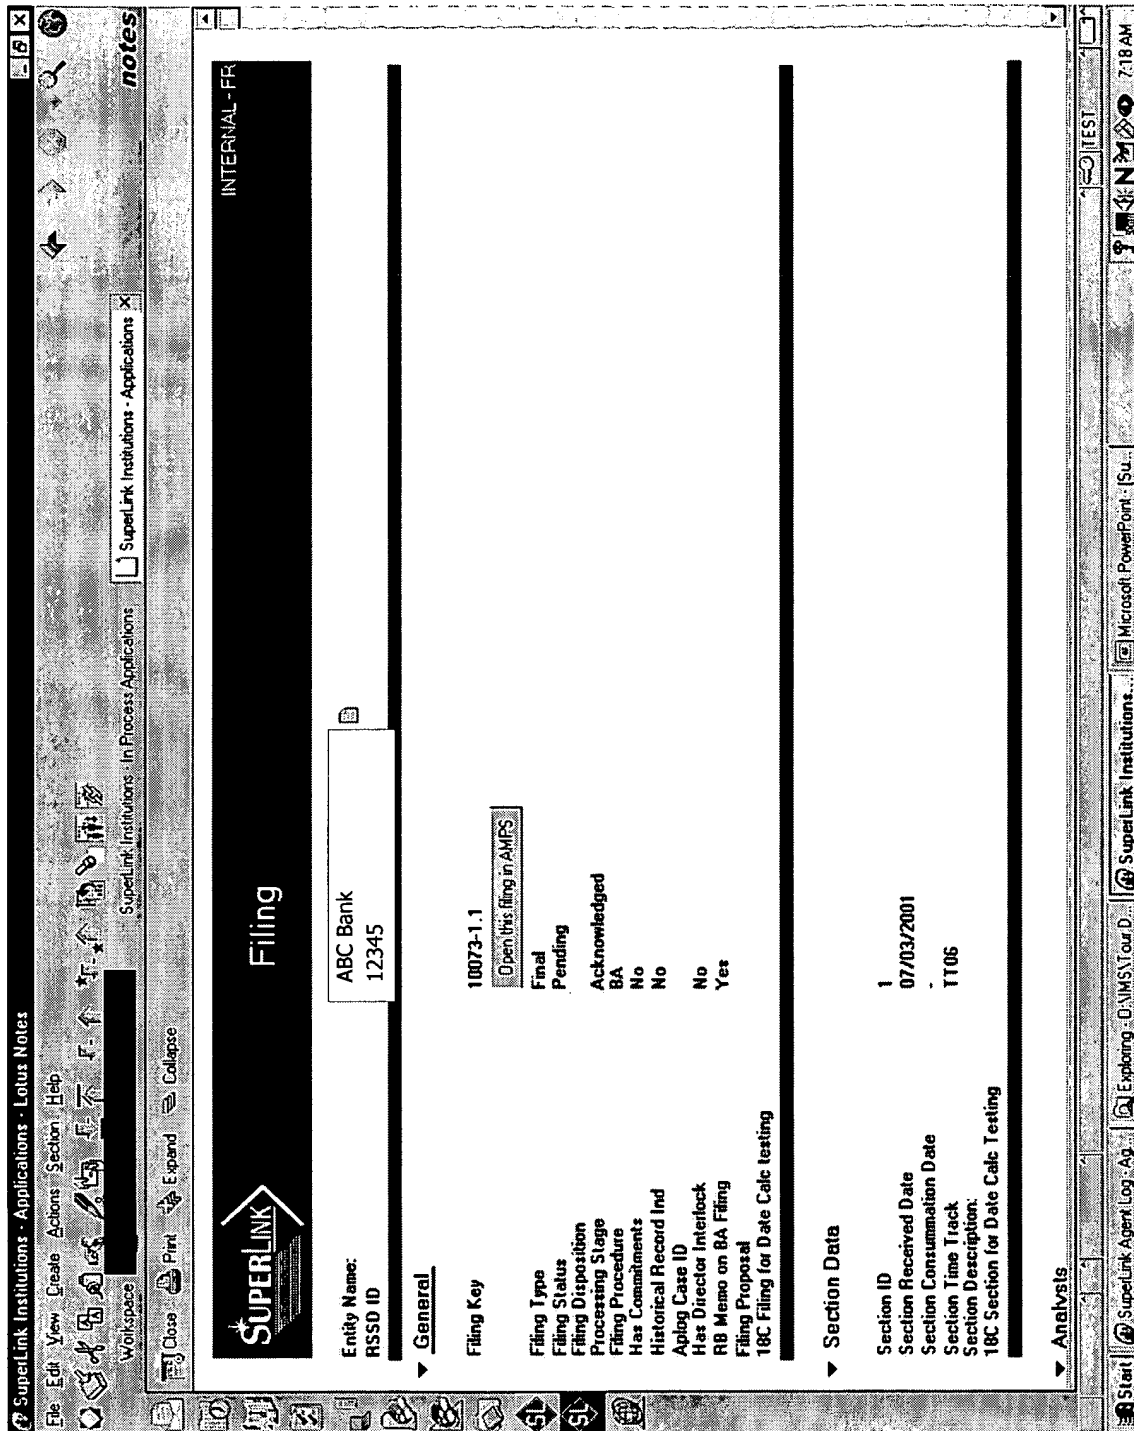 SuperLink Institutions - Applications - Lotus Notes
File Edit View Create Actions Section Help
Workspace
SuperLink Institutions - In Process Applications
SuperLink Institutions - Applications
notes
Close Print Expand Collapse
SUPERLINK
Filing
INTERNAL - FR
Entity Name: ABC Bank
RSSD ID 12345
General
Filing Key 10073-1.1
Open this filing in AMPS
Filing Type Final
Filing Status Pending
Filing Disposition
Processing Stage Acknowledged
Filing Procedure BA
Has Commitments No
Historical Record Ind No
Aplog Case ID
Has Director Interlock No
RB Memo on BA Filing Yes
Filing Proposal
18C Filing for Date Calc testing
Section Data
Section ID 1
Section Received Date 07/03/2001
Section Consummation Date -
Section Time Track TT06
Section Description:
18C Section for Date Calc Testing
Analysts
TEST
Start
SuperLink Agent Log - Ag...
Exploring - D:\IMS\Tour D...
SuperLink Institutions...
Microsoft PowerPoint - [Su...
7:18 AM